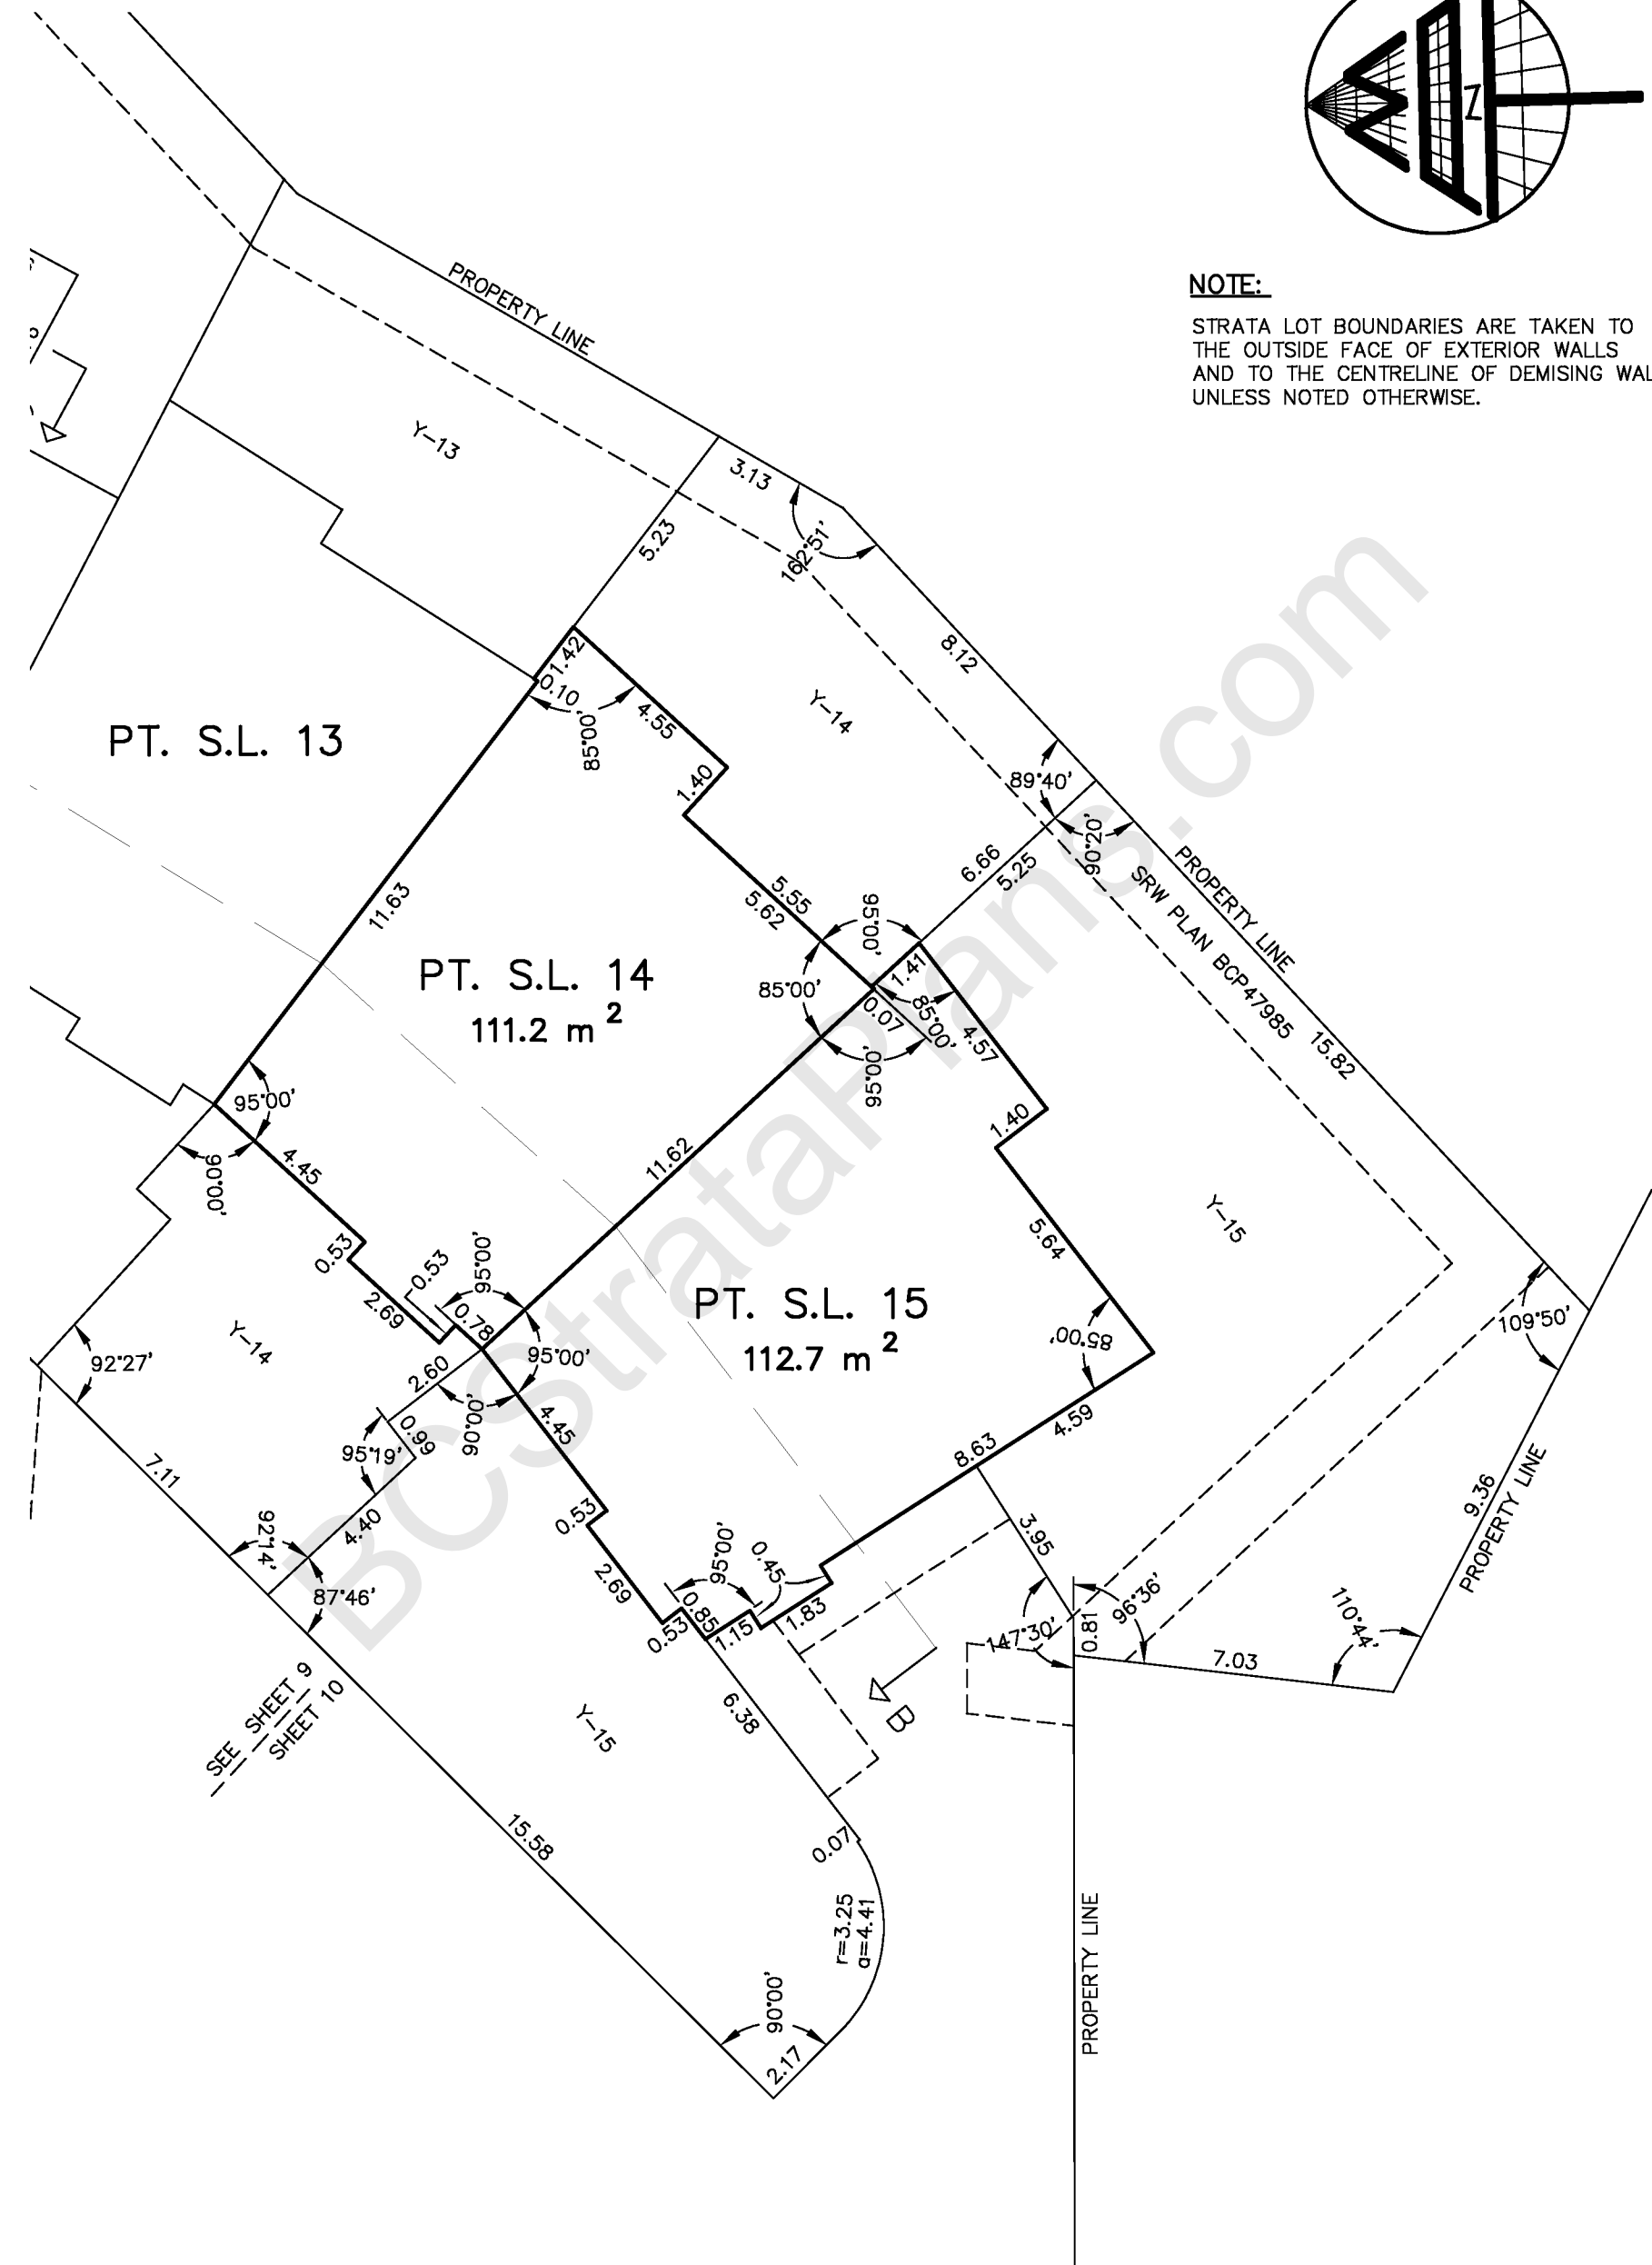 Z
NOTE:
STRATA LOT BOUNDARIES ARE TAKEN TO
THE OUTSIDE FACE OF EXTERIOR WALLS
AND TO THE CENTRELINE OF DEMISING WAL
UNLESS NOTED OTHERWISE.
PROPERTY LINE
Y-13
3.13
5.23
162°51'
8.12
1.42
0.10
85°00'
4.55
Y-14
PT. S.L. 13
1.40
89°40'
90°20'
PROPERTY LINE
SRW PLAN BCP47985
6.66
5.25
11.63
5.55
5.62
95°00'
PT. S.L. 14
111.2 m 2
85°00'
1.41
0.07
85°00'
4.57
15.82
95°00'
95°00'
90°00'
4.45
1.40
11.62
Y-15
5.64
0.53
0.53
95°00'
2.69
0.78
PT. S.L. 15
112.7 m 2
85°00'
109°50'
Y-14
92°27'
2.60
95°00'
90°00'
4.45
0.99
95°19'
4.59
8.63
7.11
9.36
PROPERTY LINE
92°14'
4.40
0.53
3.95
95°00'
0.45
87°46'
2.69
0.85
1.83
0.53
1.15
147°30'
0.81
96°36'
110°44'
7.03
SEE SHEET 9
SHEET 10
6.38
B
Y-15
15.58
0.07
r=3.25
a=4.41
PROPERTY LINE
90°00'
2.17
BCStrataPlans.com